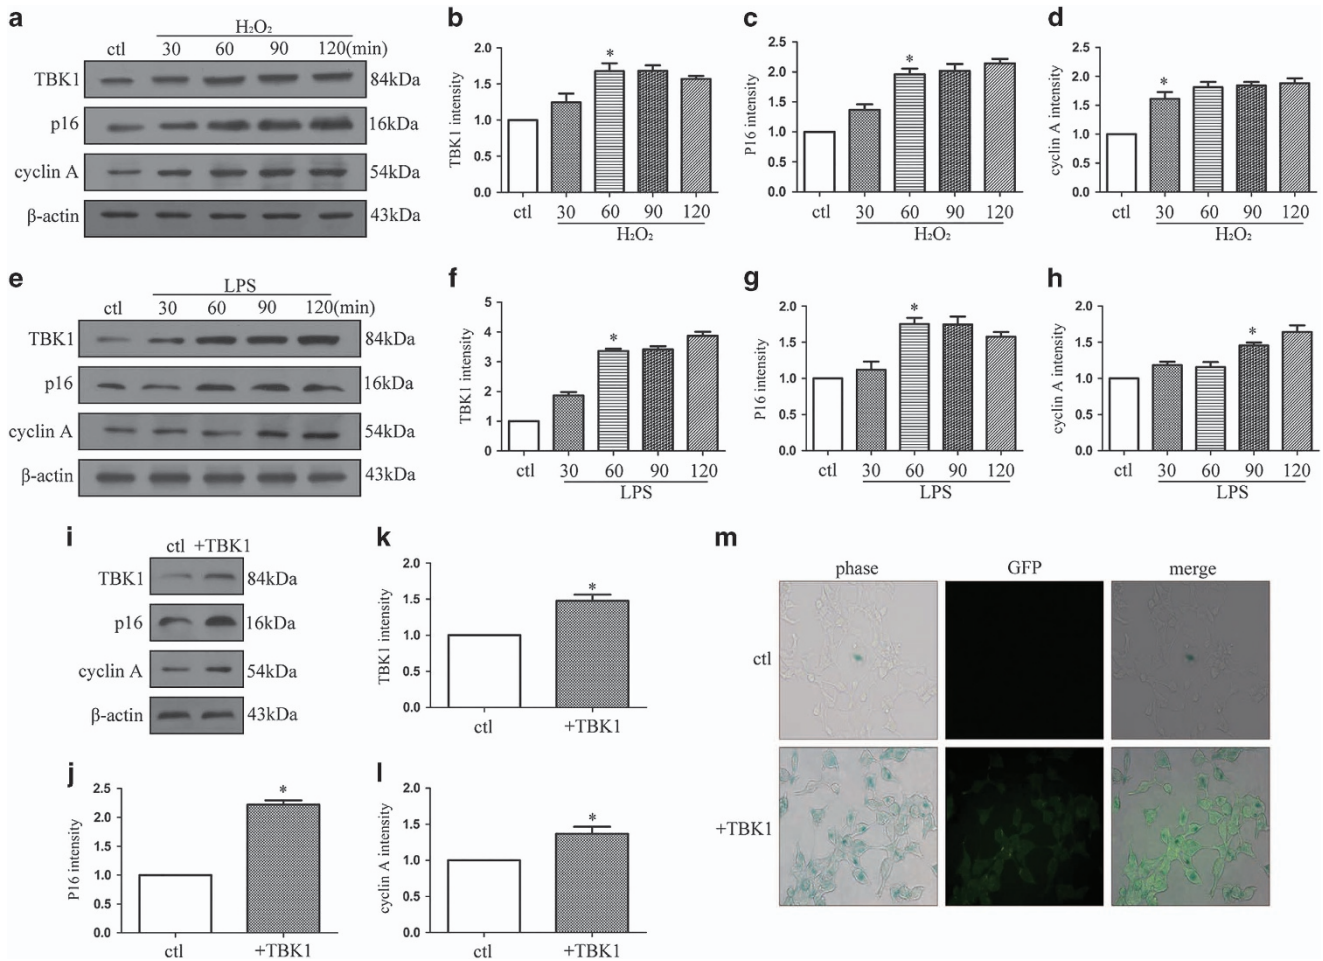 a
H₂O₂
ctl 30 60 90 120(min)
TBK1 84kDa
p16 16kDa
cyclin A 54kDa
β-actin 43kDa
b
TBK1 intensity
2.0
*
1.5
1.0
0.5
0.0
ctl 30 60 90 120
H₂O₂
c
P16 intensity
2.5
2.0
*
1.5
1.0
0.5
0.0
ctl 30 60 90 120
H₂O₂
d
cyclin A intensity
2.5
2.0
*
1.5
1.0
0.5
0.0
ctl 30 60 90 120
H₂O₂
e
LPS
ctl 30 60 90 120(min)
TBK1 84kDa
p16 16kDa
cyclin A 54kDa
β-actin 43kDa
f
TBK1 intensity
5
4
*
3
2
1
0
ctl 30 60 90 120
LPS
g
P16 intensity
2.0
*
1.5
1.0
0.5
0.0
ctl 30 60 90 120
LPS
h
cyclin A intensity
2.0
*
1.5
1.0
0.5
0.0
ctl 30 60 90 120
LPS
i
ctl +TBK1
TBK1 84kDa
p16 16kDa
cyclin A 54kDa
β-actin 43kDa
k
TBK1 intensity
2.0
*
1.5
1.0
0.5
0.0
ctl +TBK1
j
P16 intensity
2.5
*
2.0
1.5
1.0
0.5
0.0
ctl +TBK1
l
cyclin A intensity
2.0
*
1.5
1.0
0.5
0.0
ctl +TBK1
m
phase GFP merge
ctl
+TBK1